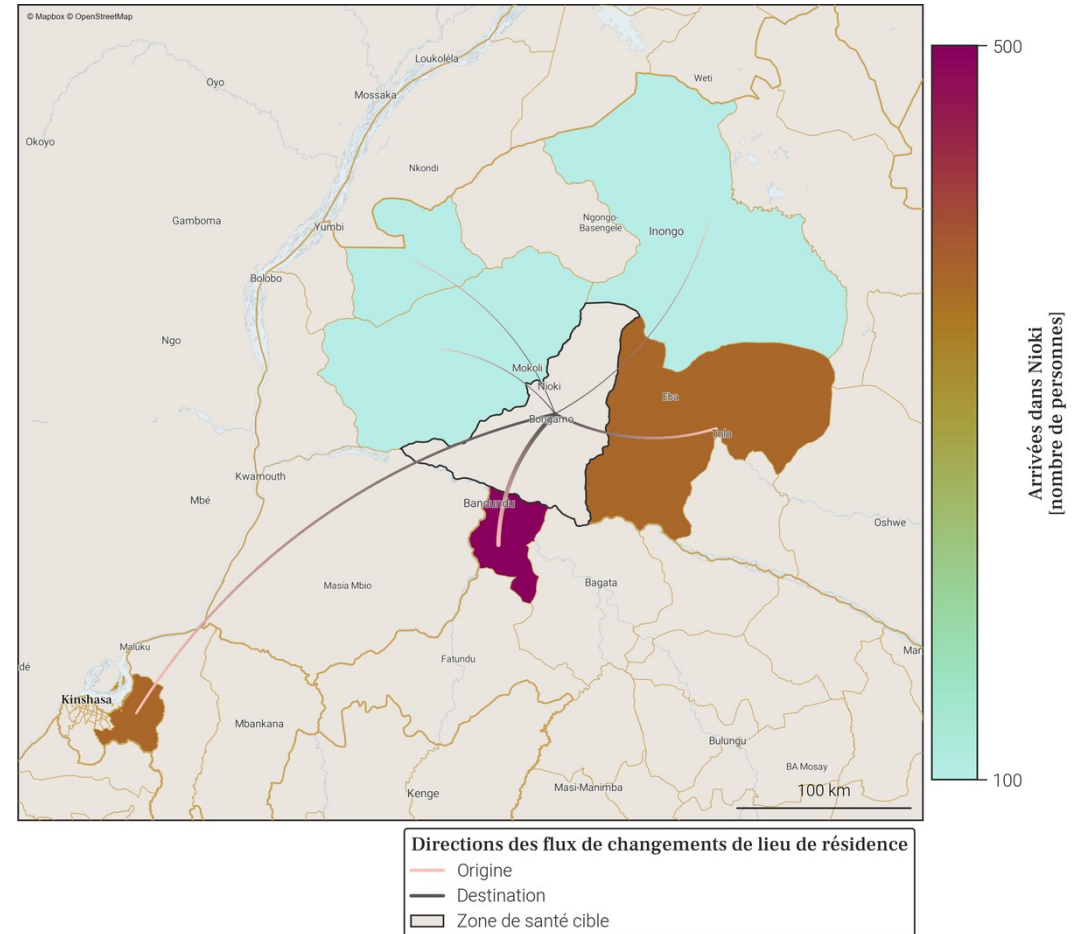 © Mapbox © OpenStreetMap
Loukoléla
Weti
Oyo
Mossaka
Okoyo
Nkondi
Gamboma
Yumbi
Ngongo-
Basengele
Inongo
Bolobo
Ngo
Mokoli
Nioki
Eba
Bongamo
Tolo
Kwamouth
Mbé
Bandundu
Oshwe
Masia Mbio
Bagata
Maluku
dé
Fatundu
Man
Kinshasa
Mbankana
Bulungu
BA Mosay
Kenge
Masi-Manimba
100 km
500
100
Arrivées dans Nioki
[nombre de personnes]
Directions des flux de changements de lieu de résidence
Origine
Destination
Zone de santé cible